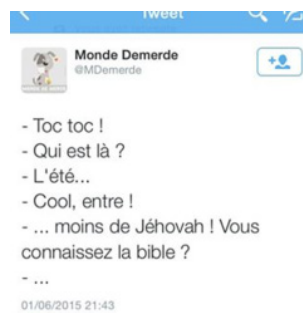 Tweet
Monde Demerde
@MDemerde
- Toc toc !
- Qui est là ?
- L'été...
- Cool, entre !
- ... moins de Jéhovah ! Vous
connaissez la bible ?
- ...
01/06/2015 21:43